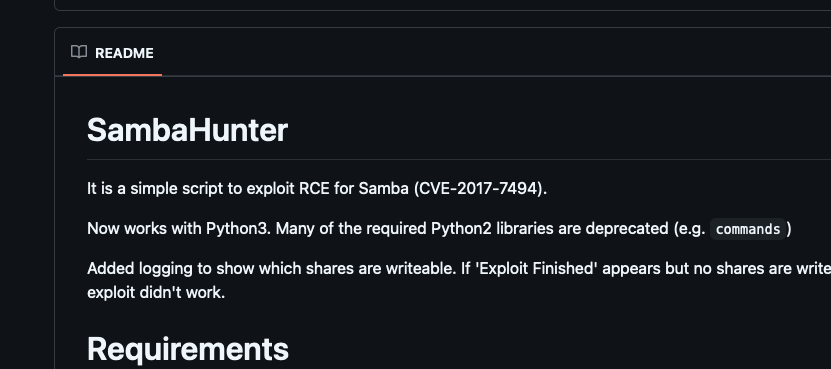 README
SambaHunter
It is a simple script to exploit RCE for Samba (CVE-2017-7494).
Now works with Python3. Many of the required Python2 libraries are deprecated (e.g. commands )
Added logging to show which shares are writeable. If 'Exploit Finished' appears but no shares are write
exploit didn't work.
Requirements